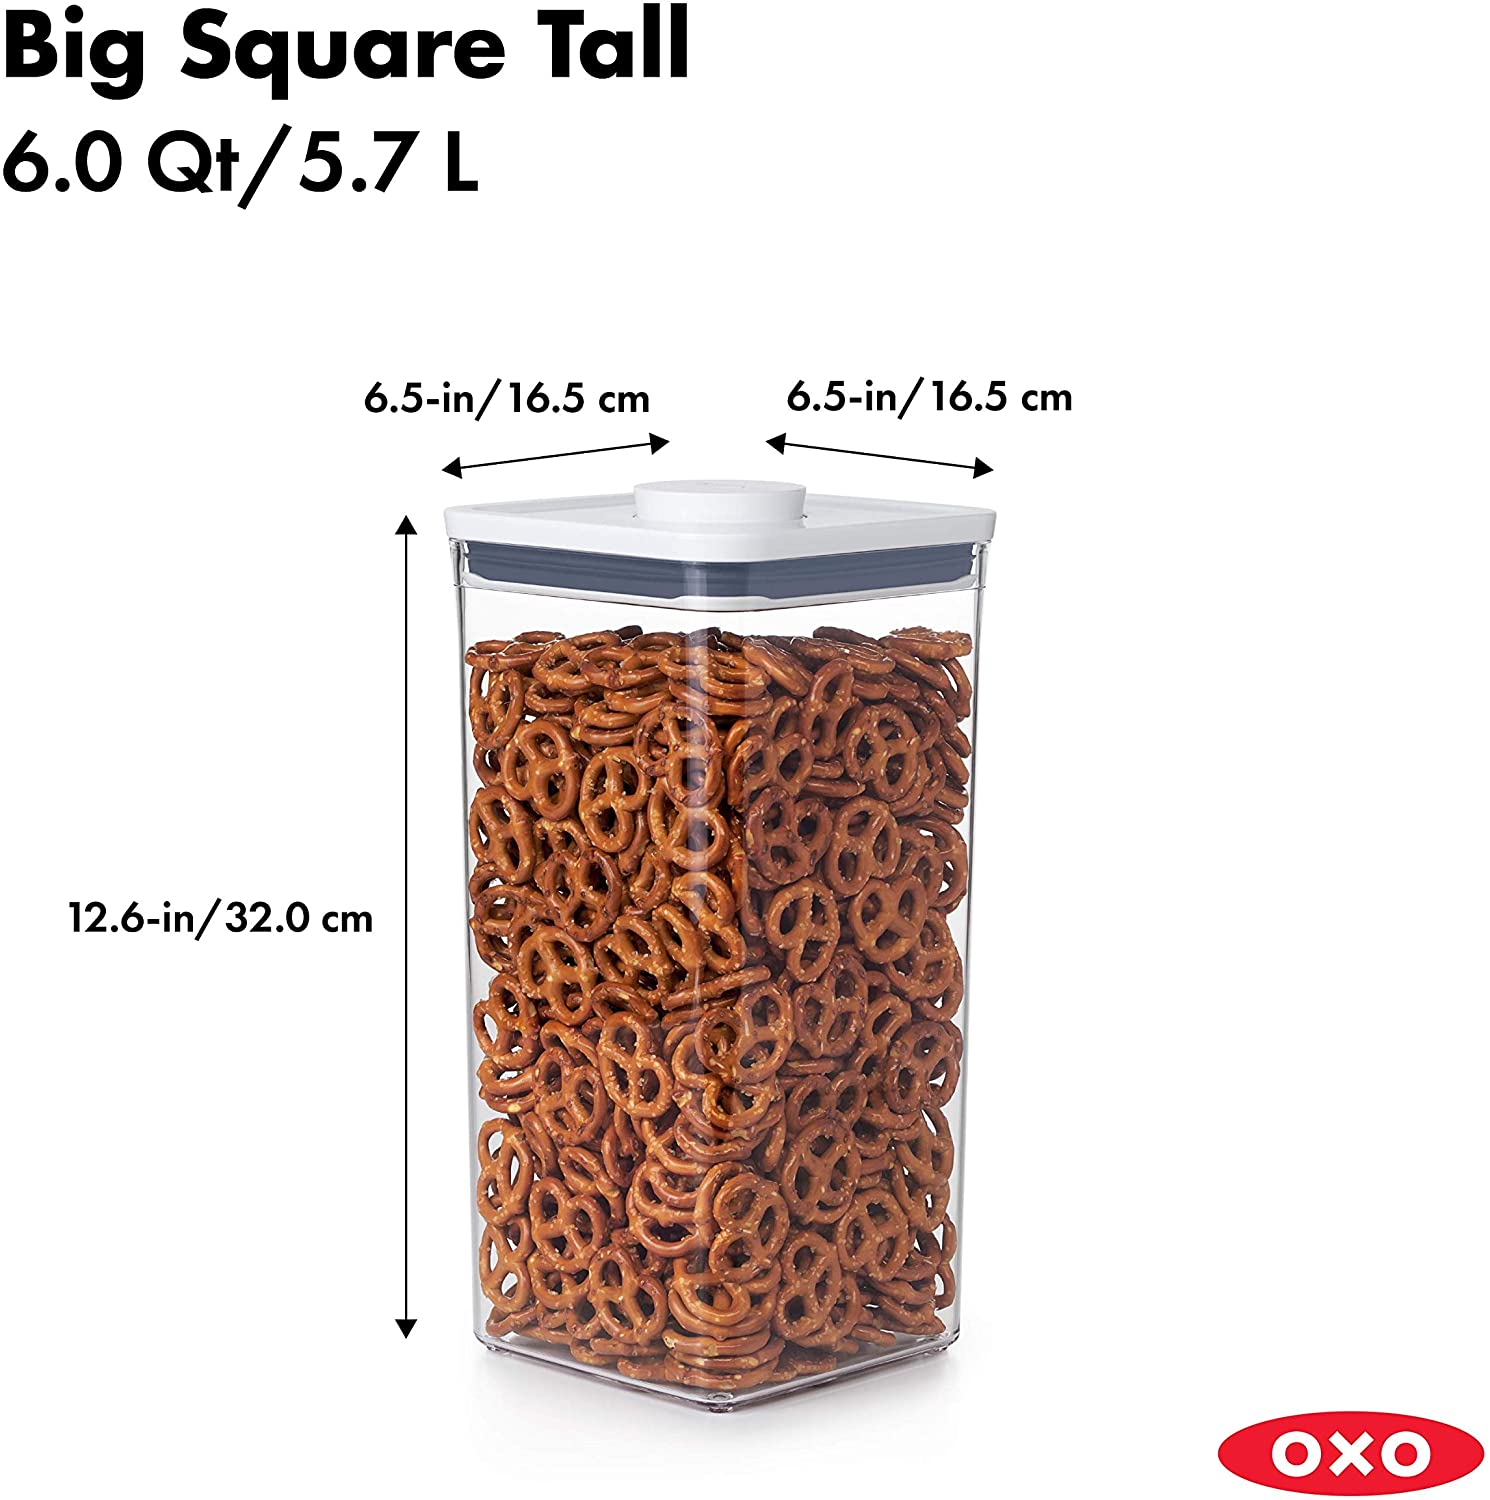 Big Square Tall
6.0 Qt/5.7 L
6.5-in/16.5 cm
6.5-in/16.5 cm
12.6-in/32.0 cm
OXO